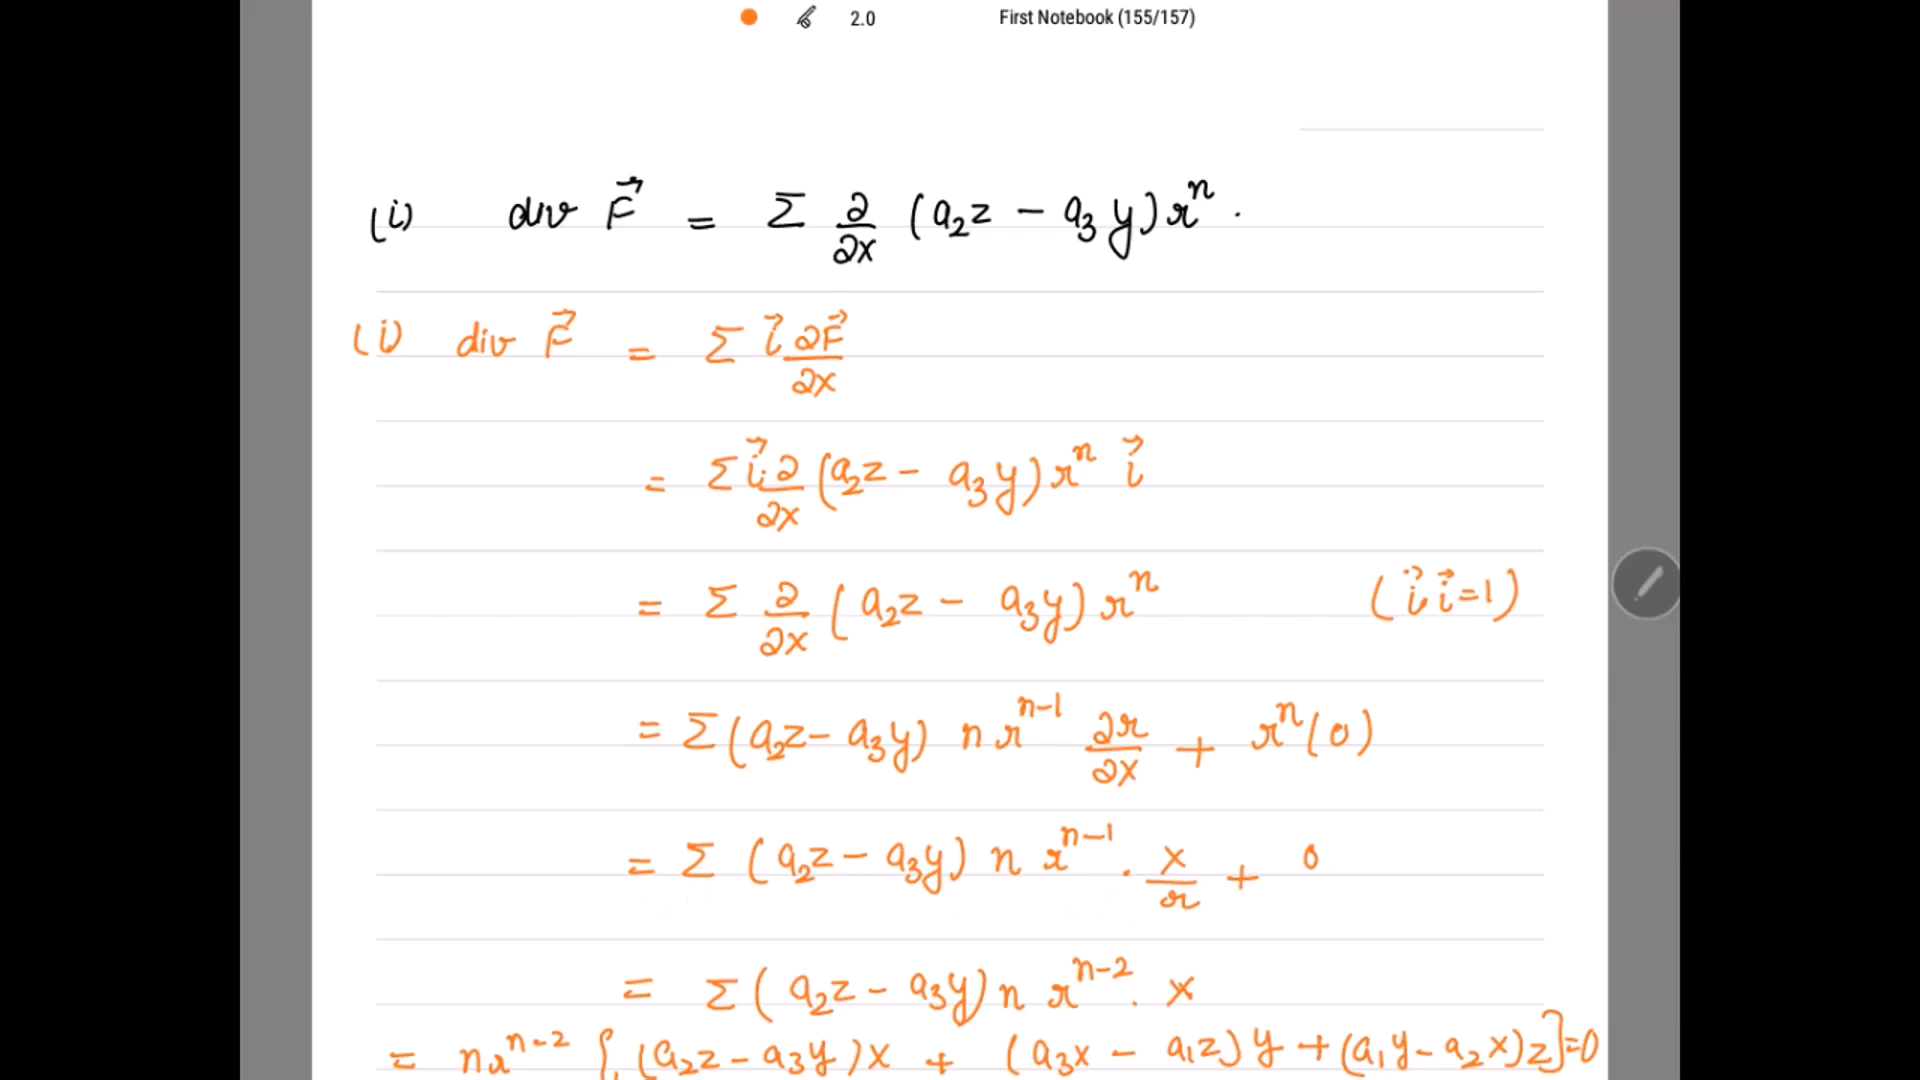 2.0 First Notebook (155/157)
(i) div F⃗ = Σ ∂/∂x (a₂z − a₃y)rⁿ.
(i) div F⃗ = Σ i⃗ ∂F⃗/∂x
= Σ i⃗.∂/∂x (a₂z − a₃y)rⁿ i⃗
= Σ ∂/∂x (a₂z − a₃y)rⁿ (i⃗.i⃗=1)
= Σ(a₂z− a₃y) n rⁿ⁻¹ ∂r/∂x + rⁿ(0)
= Σ (a₂z− a₃y) n rⁿ⁻¹ . x/r + 0
= Σ(a₂z − a₃y) n rⁿ⁻². x
= nrⁿ⁻² [(a₂z − a₃y)x + (a₃x − a₁z)y + (a₁y − a₂x)z]=0